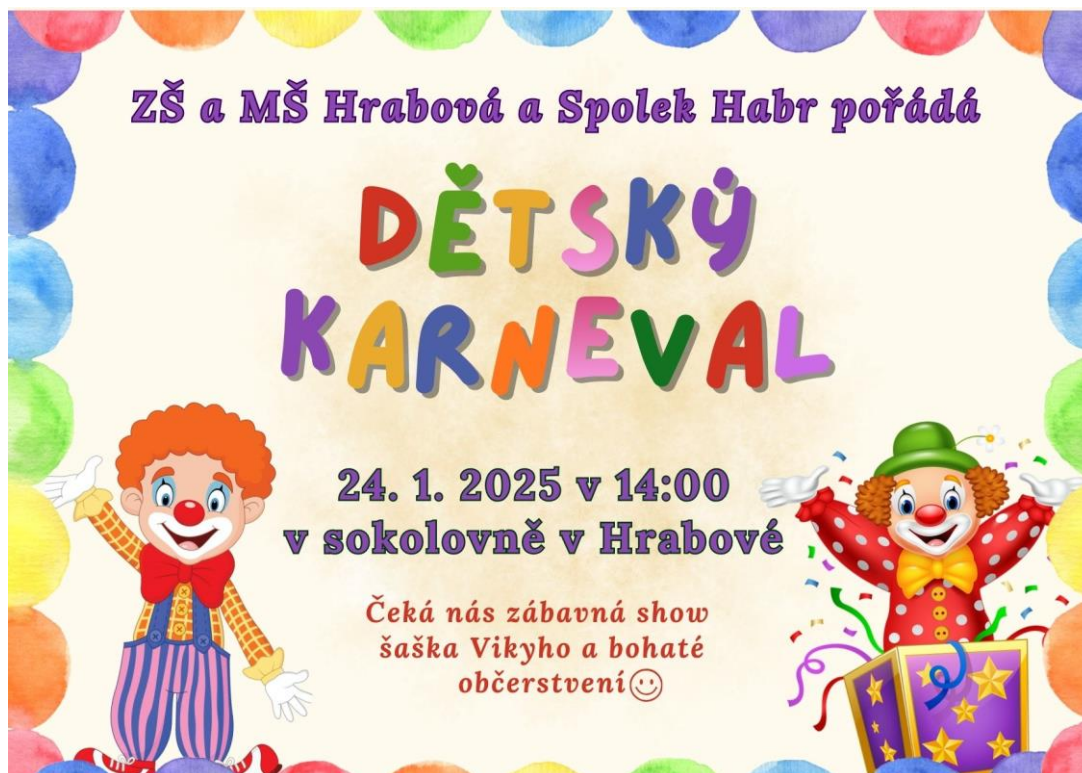 ZŠ a MŠ Hrabová a Spolek Habr pořádá
DĚTSKÝ
KARNEVAL
24. 1. 2025 v 14:00
v sokolovně v Hrabové
Čeká nás zábavná show
šaška Vikyho a bohaté
občerstvení☺